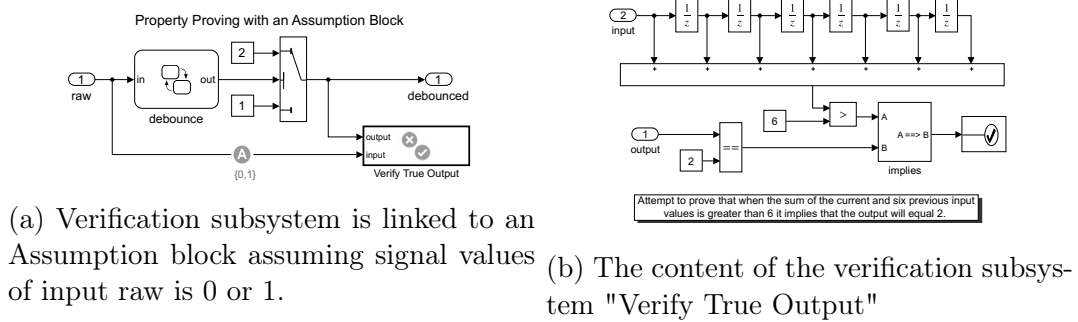 Property Proving with an Assumption Block
2
1
raw
in
out
debounce
1
1
debounced
output
input
A
{0,1}
Verify True Output
(a) Verification subsystem is linked to an
Assumption block assuming signal values
of input raw is 0 or 1.
2
input
1
z
1
z
1
z
1
z
1
z
1
z
+ + + + + + +
6
>
1
output
2
==
A
A ==> B
B
implies
Attempt to prove that when the sum of the current and six previous input
values is greater than 6 it implies that the output will equal 2.
(b) The content of the verification subsys-
tem "Verify True Output"